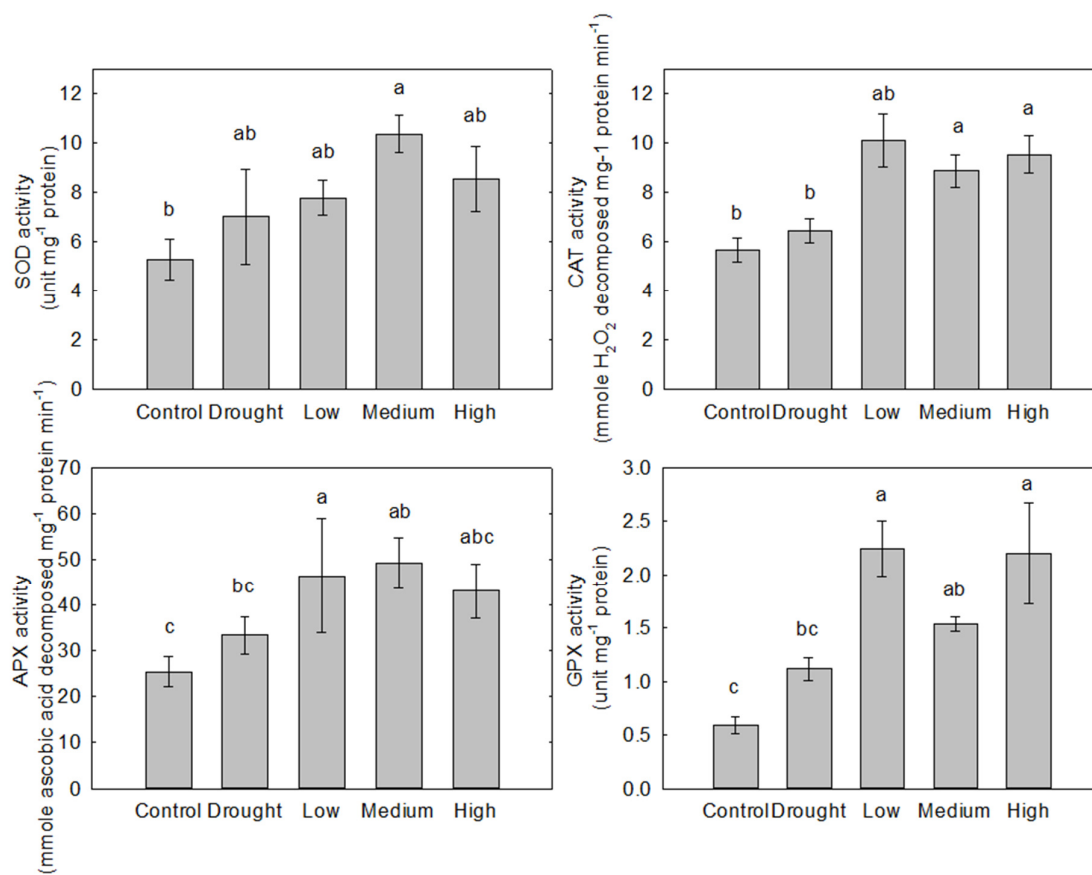 SOD activity
(unit mg⁻¹ protein)
12
10
8
6
4
2
0
b
ab
ab
a
ab
Control Drought Low Medium High
CAT activity
(mmole H₂O₂ decomposed mg-1 protein min⁻¹)
12
10
8
6
4
2
0
b
b
ab
a
a
Control Drought Low Medium High
APX activity
(mmole ascobic acid decomposed mg⁻¹ protein min⁻¹)
70
60
50
40
30
20
10
0
c
bc
a
ab
abc
Control Drought Low Medium High
GPX activity
(unit mg⁻¹ protein)
3.0
2.5
2.0
1.5
1.0
0.5
0.0
c
bc
a
ab
a
Control Drought Low Medium High